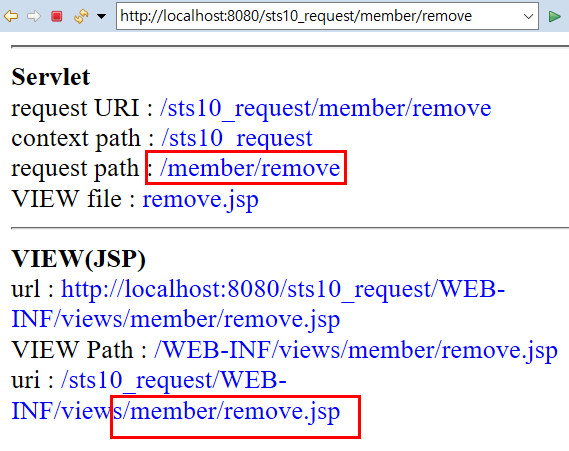 http://localhost:8080/sts10_request/member/remove
Servlet
request URI : /sts10_request/member/remove
context path : /sts10_request
request path : /member/remove
VIEW file : remove.jsp
VIEW(JSP)
url : http://localhost:8080/sts10_request/WEB-
INF/views/member/remove.jsp
VIEW Path : /WEB-INF/views/member/remove.jsp
uri : /sts10_request/WEB-
INF/views/member/remove.jsp